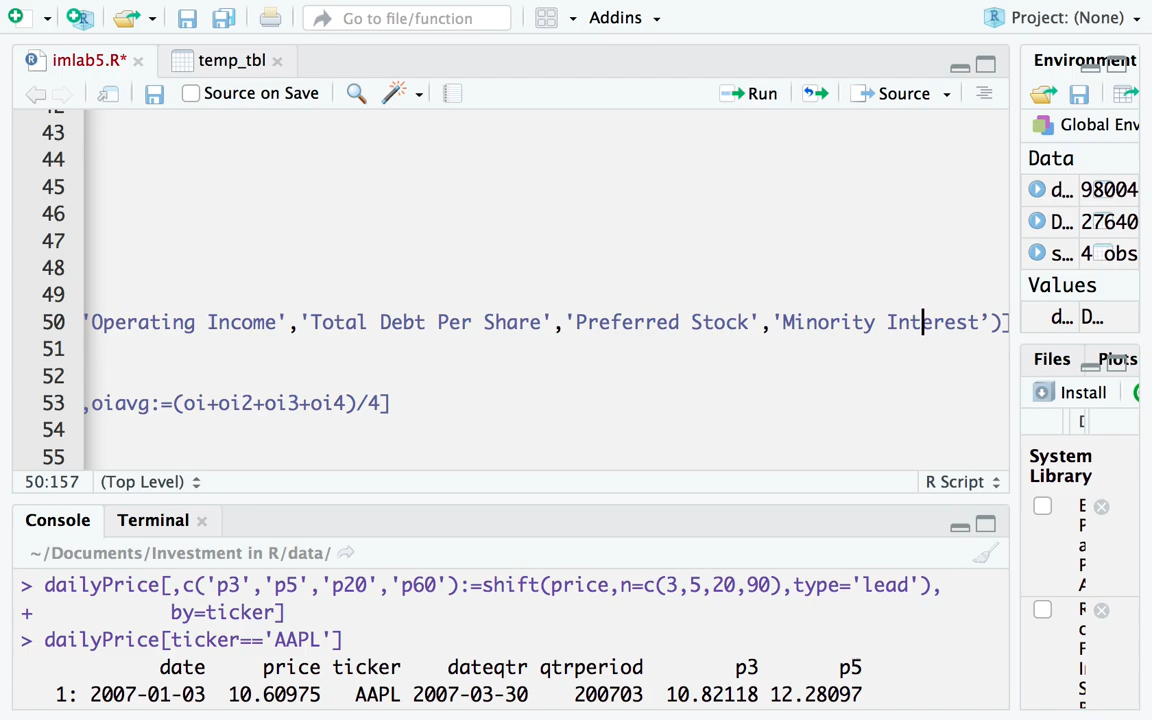 Go to file/function
Addins
Project: (None)
imlab5.R*
temp_tbl
Source on Save
Run
Source
43
44
45
46
47
48
49
50 'Operating Income','Total Debt Per Share','Preferred Stock','Minority Interest’)]
51
52
53 ,oiavg:=(oi+oi2+oi3+oi4)/4]
54
55
50:157
(Top Level)
R Script
Console
Terminal
~/Documents/Investment in R/data/
> dailyPrice[,c('p3','p5','p20','p60'):=shift(price,n=c(3,5,20,90),type='lead'),
+ by=ticker]
> dailyPrice[ticker=='AAPL']
date price ticker dateqtr qtrperiod p3 p5
1: 2007-01-03 10.60975 AAPL 2007-03-30 200703 10.82118 12.28097
Environment
Global Env
Data
d... 98004
D... 27640
s... 4 obs
Values
d... D...
Files
Plots
Install
System
Library